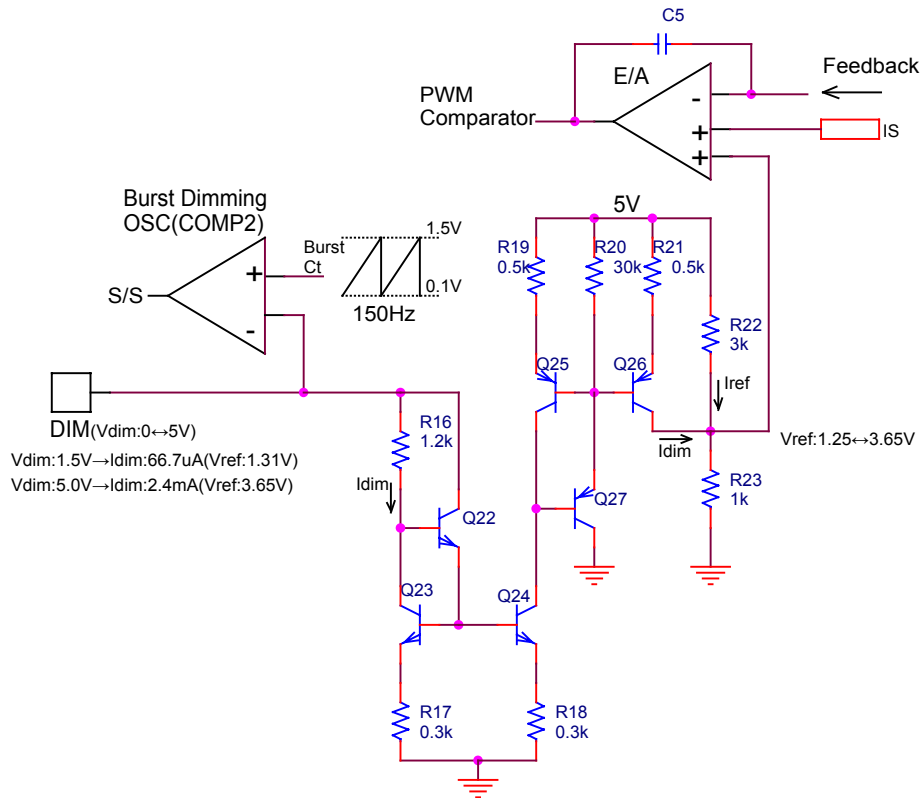 C5
E/A
Feedback
PWM
Comparator
-
+
+
IS
Burst Dimming
OSC(COMP2)
Burst
Ct
1.5V
0.1V
150Hz
+
-
S/S
5V
R19
0.5k
R20
30k
R21
0.5k
R22
3k
Q25
Q26
Iref
DIM(Vdim:0↔5V)
Vdim:1.5V→Idim:66.7uA(Vref:1.31V)
Vdim:5.0V→Idim:2.4mA(Vref:3.65V)
R16
1.2k
Idim
Idim
Vref:1.25↔3.65V
R23
1k
Q22
Q27
Q23
Q24
R17
0.3k
R18
0.3k